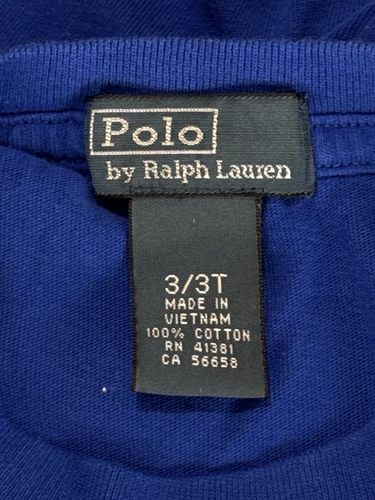 Polo
by Ralph Lauren
3/3T
MADE IN
VIETNAM
100% COTTON
RN 41381
CA 56658